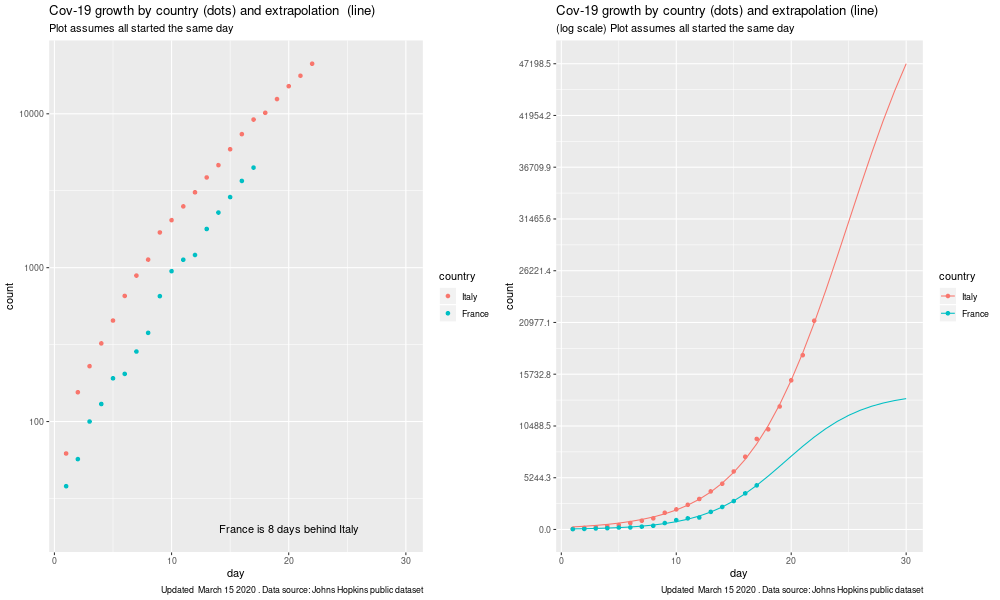 Cov-19 growth by country (dots) and extrapolation  (line)
Plot assumes all started the same day
count
10000
1000
100
France is 8 days behind Italy
0
10
20
30
day
Updated  March 15 2020 . Data source: Johns Hopkins public dataset
country
Italy
France
Cov-19 growth by country (dots) and extrapolation (line)
(log scale) Plot assumes all started the same day
count
47198.5
41954.2
36709.9
31465.6
26221.4
20977.1
15732.8
10488.5
5244.3
0.0
0
10
20
30
day
Updated  March 15 2020 . Data source: Johns Hopkins public dataset
country
Italy
France